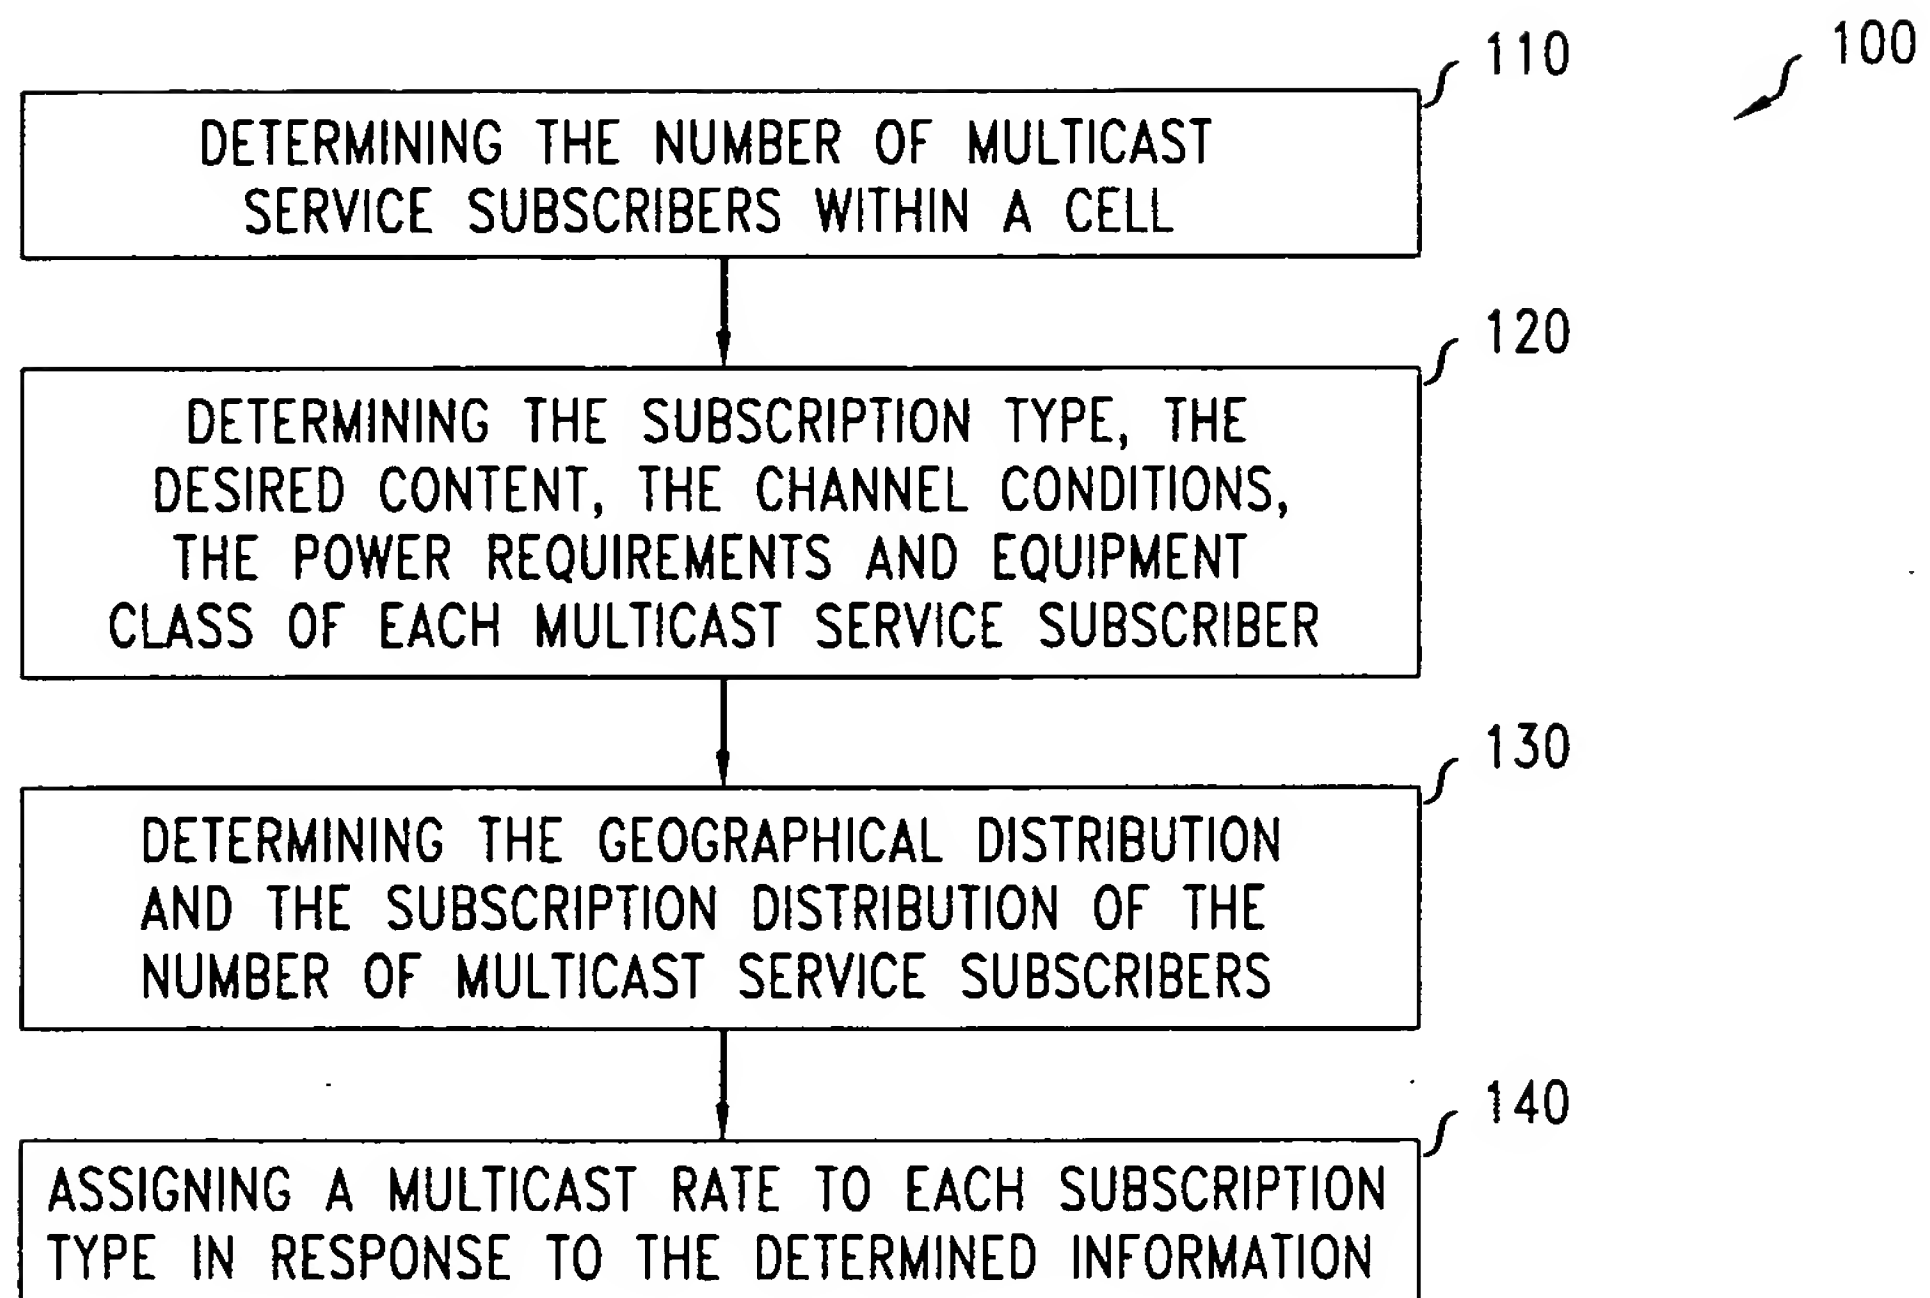 100
110
DETERMINING THE NUMBER OF MULTICAST
SERVICE SUBSCRIBERS WITHIN A CELL
120
DETERMINING THE SUBSCRIPTION TYPE, THE
DESIRED CONTENT, THE CHANNEL CONDITIONS,
THE POWER REQUIREMENTS AND EQUIPMENT
CLASS OF EACH MULTICAST SERVICE SUBSCRIBER
130
DETERMINING THE GEOGRAPHICAL DISTRIBUTION
AND THE SUBSCRIPTION DISTRIBUTION OF THE
NUMBER OF MULTICAST SERVICE SUBSCRIBERS
140
ASSIGNING A MULTICAST RATE TO EACH SUBSCRIPTION
TYPE IN RESPONSE TO THE DETERMINED INFORMATION